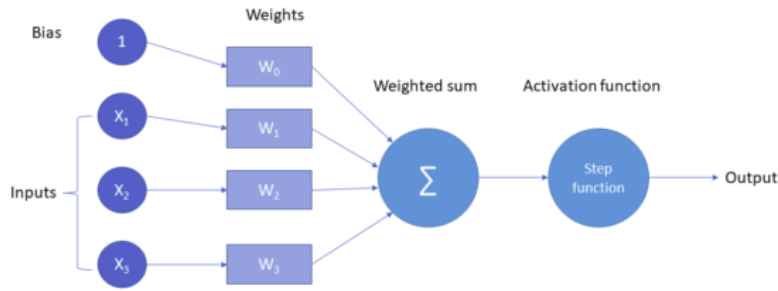 Weights
Bias
1
W₀
Weighted sum
Activation function
X₁
W₁
Inputs
X₂
W₂
∑
Step
function
Output
X₃
W₃